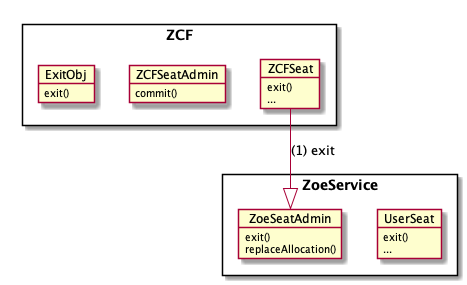 ZCF
ExitObj
exit()
ZCFSeatAdmin
commit()
ZCFSeat
exit()
...
(1) exit
ZoeService
ZoeSeatAdmin
exit()
replaceAllocation()
UserSeat
exit()
...